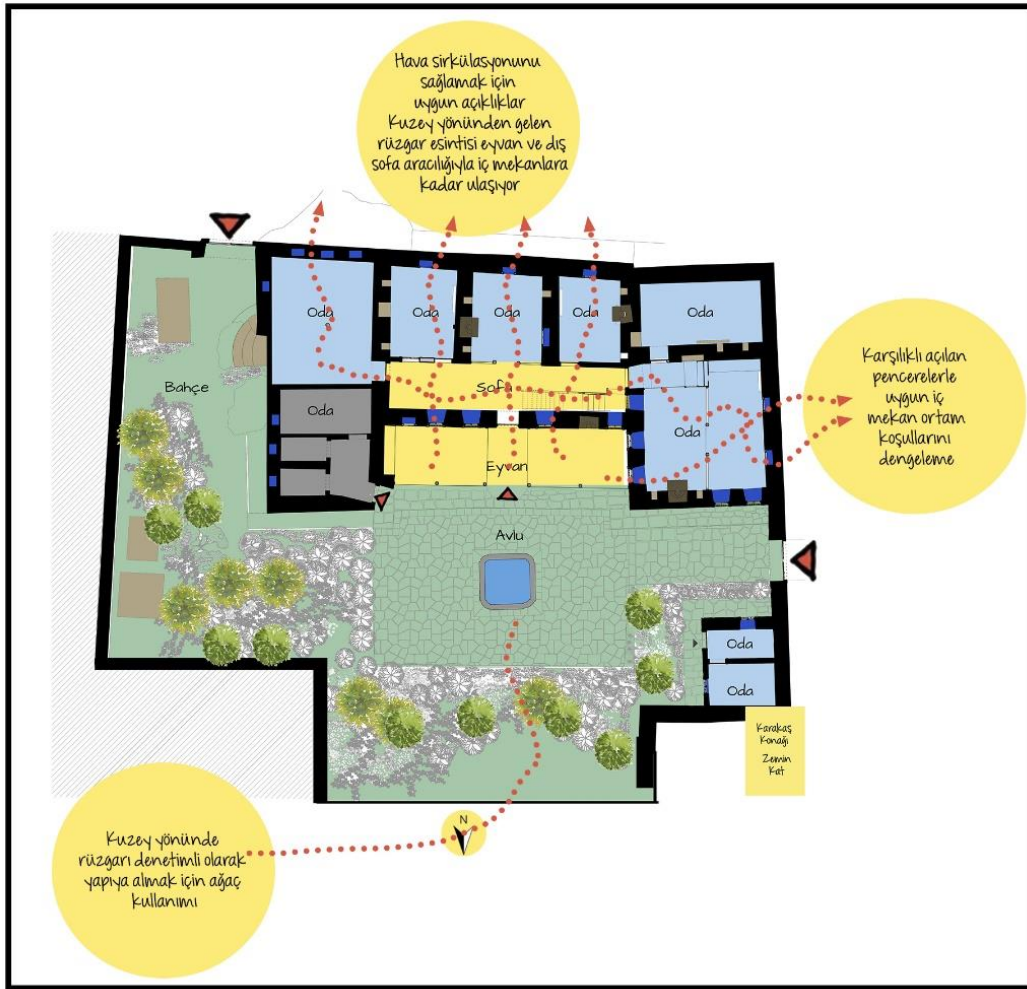 Hava sirkülasyonunu
sağlamak için
uygun açıklıklar
Kuzey yönünden gelen
rüzgar esintisi eyvan ve dış
sofa aracılığıyla iç mekanlara
kadar ulaşıyor
Oda
Oda
Oda
Oda
Oda
Bahçe
Sofa
Oda
Oda
Karşılıklı açılan
pencerelerle
uygun iç
mekan ortam
koşullarını
dengeleme
Eyvan
Avlu
Oda
Oda
Karakaş
Konağı
Zemin
Kat
N
Kuzey yönünde
rüzgarı denetimli olarak
yapıya almak için ağaç
kullanımı